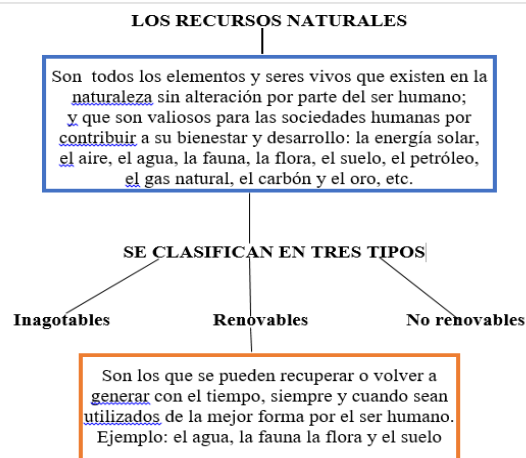 LOS RECURSOS NATURALES
Son todos los elementos y seres vivos que existen en la
naturaleza sin alteración por parte del ser humano;
y que son valiosos para las sociedades humanas por
contribuir a su bienestar y desarrollo: la energía solar,
el aire, el agua, la fauna, la flora, el suelo, el petróleo,
el gas natural, el carbón y el oro, etc.
SE CLASIFICAN EN TRES TIPOS
Inagotables Renovables No renovables
Son los que se pueden recuperar o volver a
generar con el tiempo, siempre y cuando sean
utilizados de la mejor forma por el ser humano.
Ejemplo: el agua, la fauna la flora y el suelo